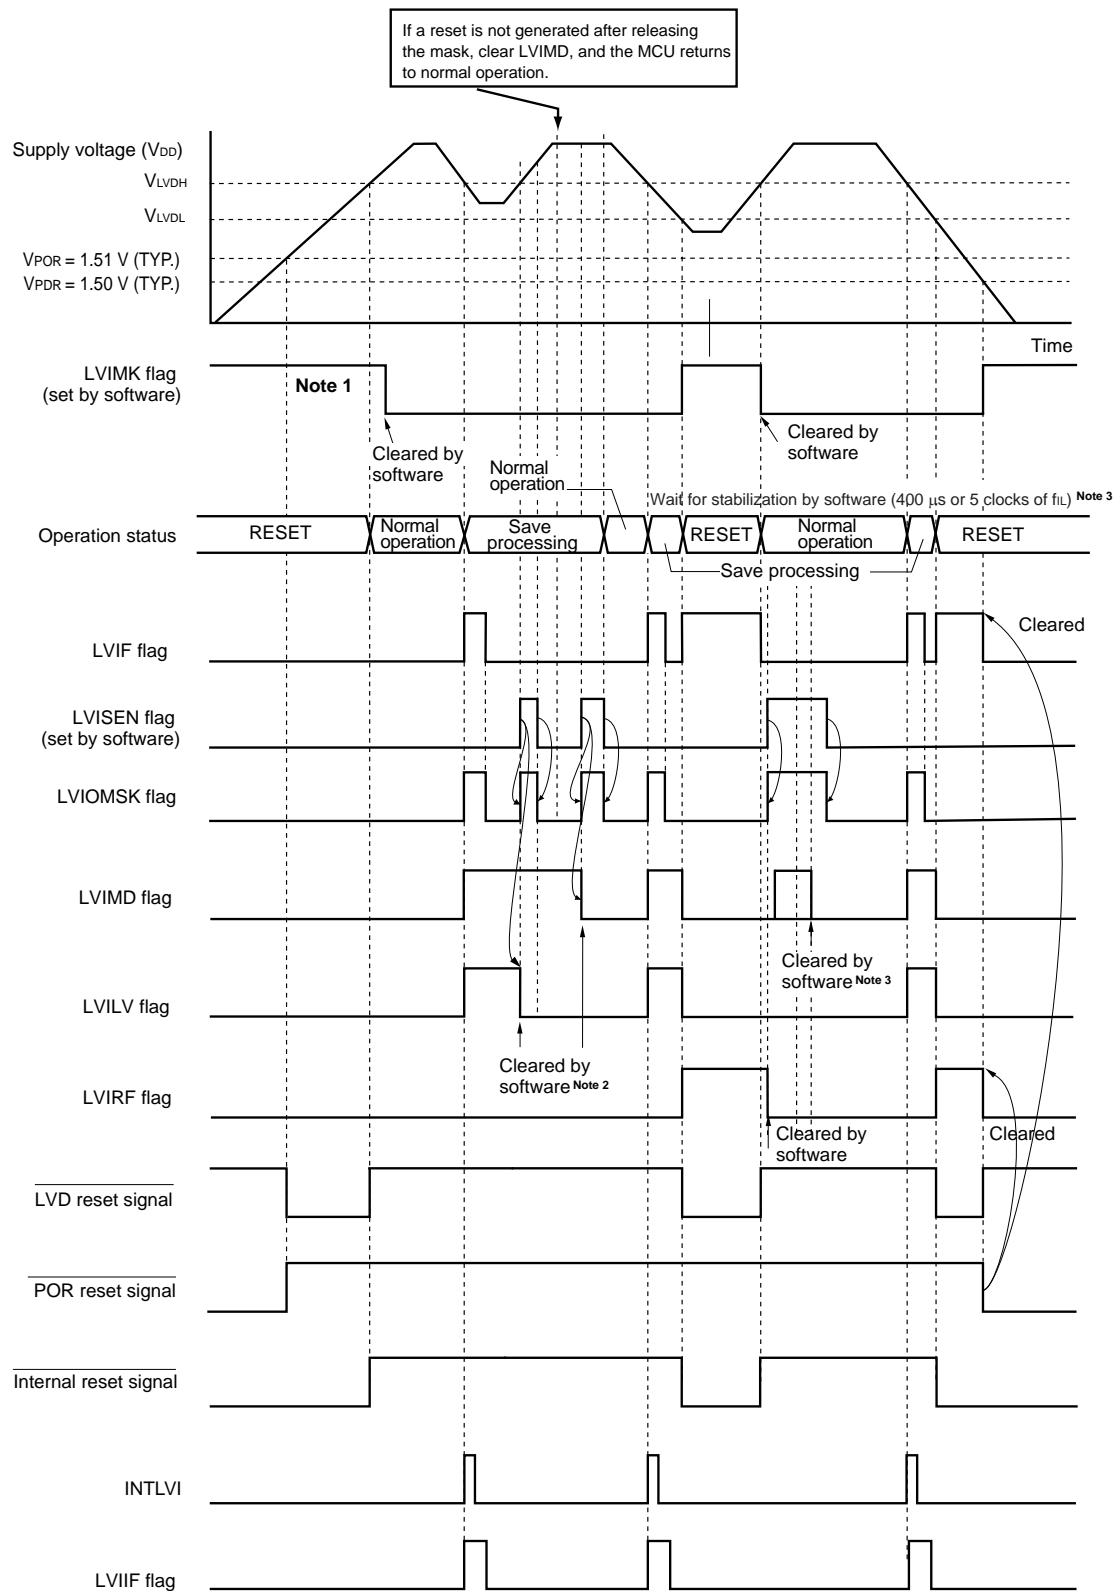 If a reset is not generated after releasing
the mask, clear LVIMD, and the MCU returns
to normal operation.
Supply voltage (VDD)
VLVDH
VLVDL
VPOR = 1.51 V (TYP.)
VPDR = 1.50 V (TYP.)
Time
LVIMK flag
(set by software)
Note 1
Cleared by
software
Cleared by
software
Normal
operation
Wait for stabilization by software (400 μs or 5 clocks of fIL) Note 3
Operation status
RESET
Normal
operation
Save
processing
RESET
Normal
operation
RESET
Save processing
LVIF flag
Cleared
LVISEN flag
(set by software)
LVIOMSK flag
LVIMD flag
Cleared by
software Note 3
LVILV flag
Cleared by
software Note 2
LVIRF flag
Cleared by
software
Cleared
LVD reset signal
POR reset signal
Internal reset signal
INTLVI
LVIIF flag